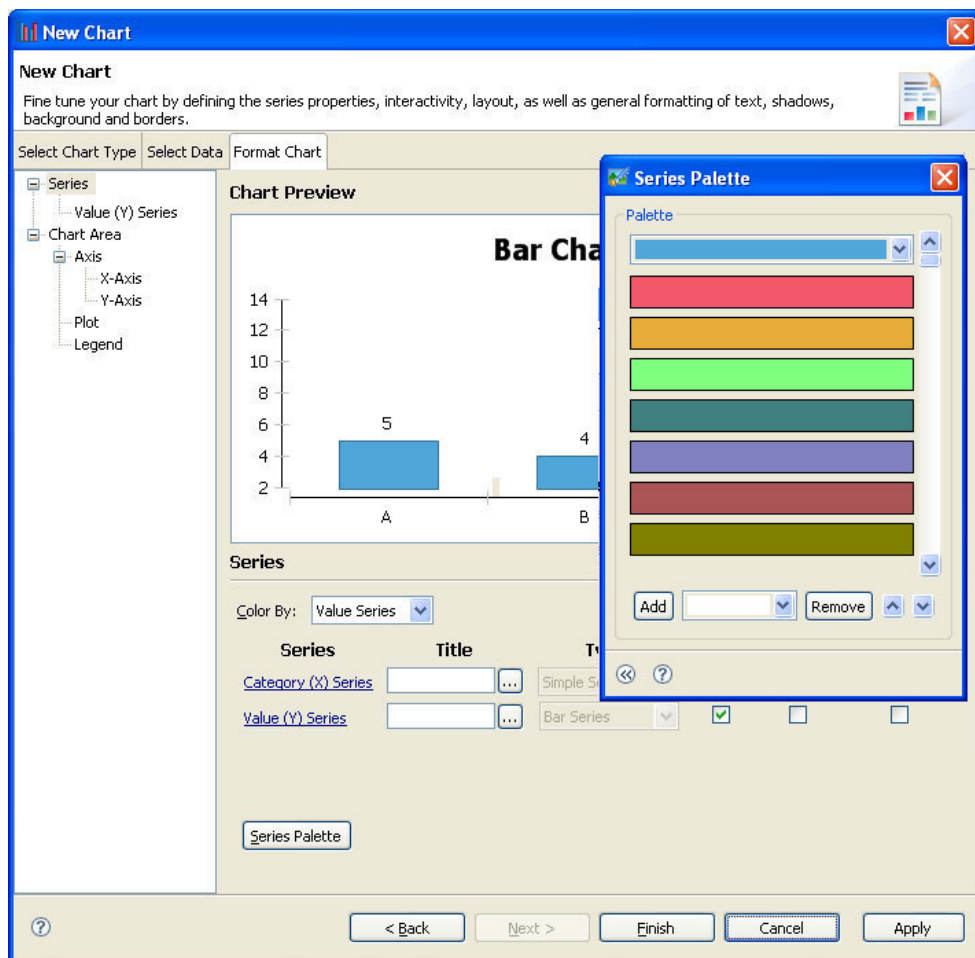 New Chart
New Chart
Fine tune your chart by defining the series properties, interactivity, layout, as well as general formatting of text, shadows,
background and borders.
Select Chart Type Select Data Format Chart
Series
Value (Y) Series
Chart Area
Axis
X-Axis
Y-Axis
Plot
Legend
Chart Preview
Bar Cha
14
12
10
8
6
4
2
5
4
A
B
Series
Color By: Value Series
Series Title
Category (X) Series ... Simple
Value (Y) Series ... Bar Series
Series Palette
Series Palette
Palette
Add Remove
< Back Next > Finish Cancel Apply